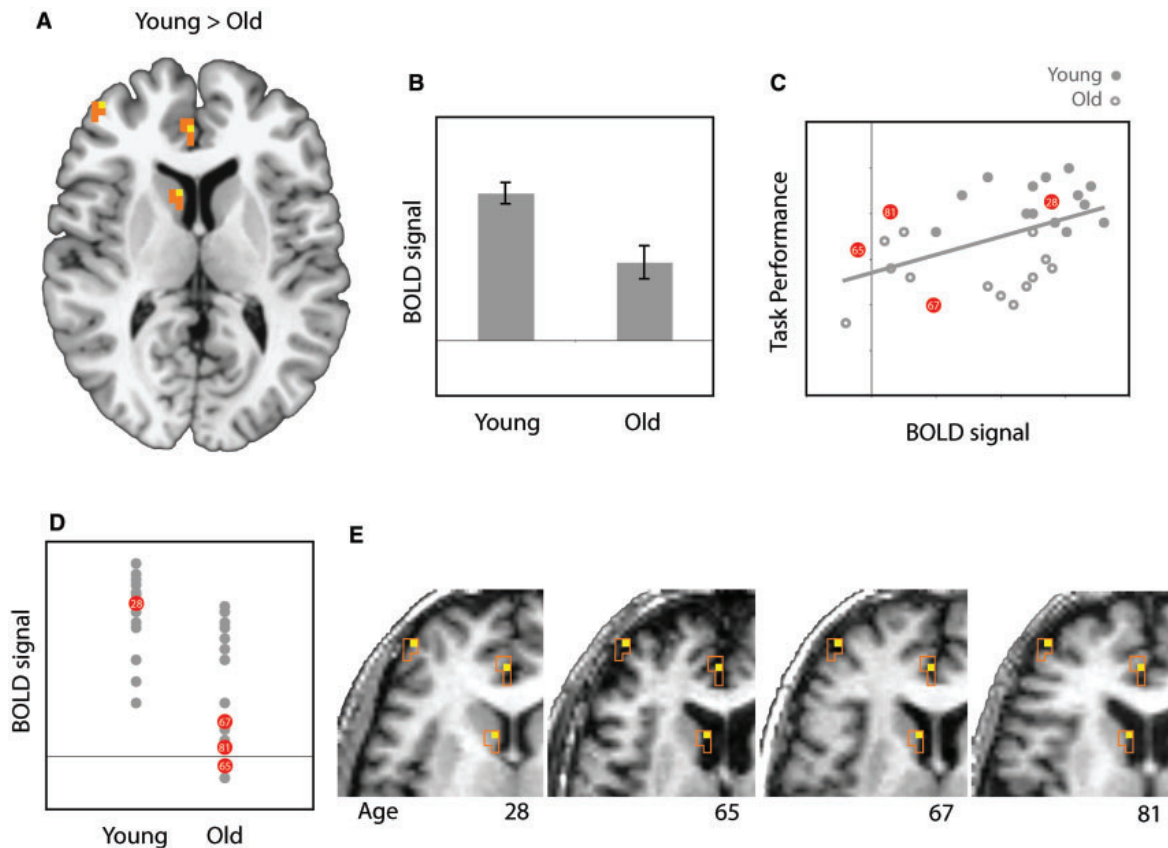 A
Young > Old
B
BOLD signal
Young Old
C
Young
Old
Task Performance
81
28
65
67
BOLD signal
D
BOLD signal
28
67
81
65
Young Old
E
Age 28 65 67 81